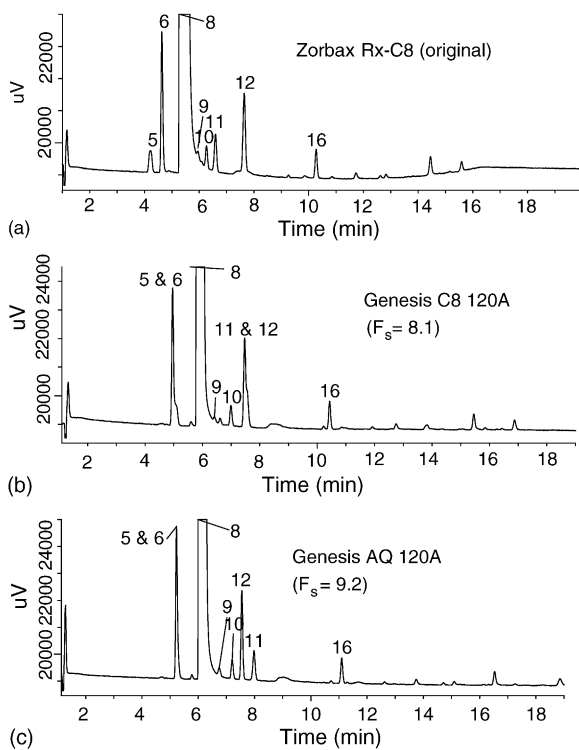 6
8
Zorbax Rx-C8 (original)
12
9
11
10
5
16
uV
22000
20000
2 4 6 8 10 12 14 16 18
Time (min)
(a)
5 & 6
8
Genesis C8 120A
(Fs= 8.1)
11 & 12
9
10
16
uV
24000
22000
20000
2 4 6 8 10 12 14 16 18
Time (min)
(b)
5 & 6
8
Genesis AQ 120A
(Fs= 9.2)
12
9
10
11
16
uV
24000
22000
20000
2 4 6 8 10 12 14 16 18
Time (min)
(c)